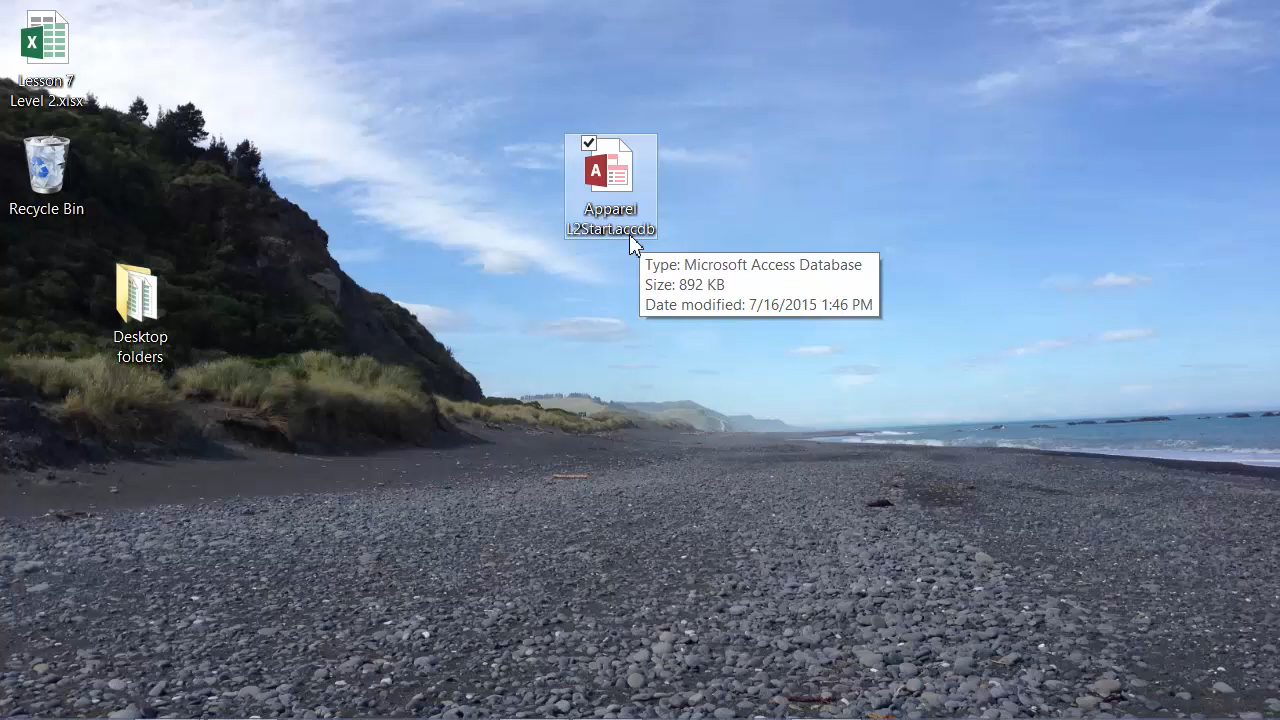 X
Lesson 7
Level 2.xlsx
Recycle Bin
Desktop
folders
A
Apparel
L2Start.accdb
Type: Microsoft Access Database
Size: 892 KB
Date modified: 7/16/2015 1:46 PM